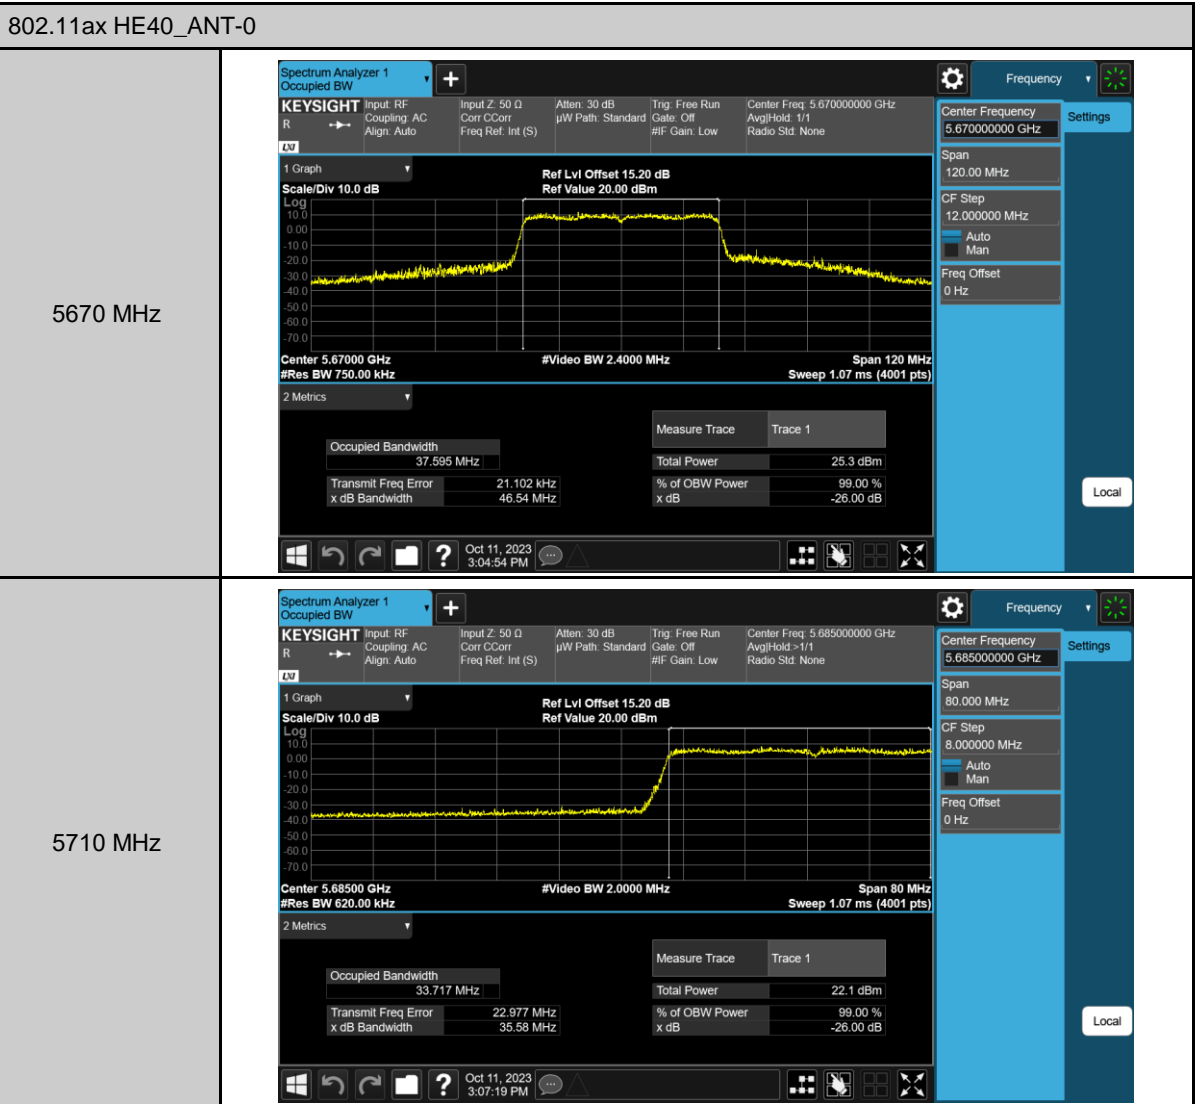 802.11ax HE40_ANT-0
5670 MHz
Spectrum Analyzer 1
Occupied BW
Frequency
KEYSIGHT
R
LXI
Input: RF
Coupling: AC
Align: Auto
Input Z: 50 Ω
Corr CCorr
Freq Ref: Int (S)
Atten: 30 dB
µW Path: Standard
Trig: Free Run
Gate: Off
#IF Gain: Low
Center Freq: 5.670000000 GHz
Avg|Hold: 1/1
Radio Std: None
Center Frequency
5.670000000 GHz
Settings
Span
120.00 MHz
CF Step
12.000000 MHz
Auto
Man
Freq Offset
0 Hz
Local
1 Graph
Scale/Div 10.0 dB
Ref Lvl Offset 15.20 dB
Ref Value 20.00 dBm
Log
10.0
0.00
-10.0
-20.0
-30.0
-40.0
-50.0
-60.0
-70.0
Center 5.67000 GHz
#Video BW 2.4000 MHz
Span 120 MHz
#Res BW 750.00 kHz
Sweep 1.07 ms (4001 pts)
2 Metrics
Measure Trace Trace 1
Occupied Bandwidth
37.595 MHz
Total Power 25.3 dBm
Transmit Freq Error 21.102 kHz
% of OBW Power 99.00 %
x dB Bandwidth 46.54 MHz
x dB -26.00 dB
?
Oct 11, 2023
3:04:54 PM
5710 MHz
Spectrum Analyzer 1
Occupied BW
Frequency
KEYSIGHT
R
LXI
Input: RF
Coupling: AC
Align: Auto
Input Z: 50 Ω
Corr CCorr
Freq Ref: Int (S)
Atten: 30 dB
µW Path: Standard
Trig: Free Run
Gate: Off
#IF Gain: Low
Center Freq: 5.685000000 GHz
Avg|Hold:>1/1
Radio Std: None
Center Frequency
5.685000000 GHz
Settings
Span
80.000 MHz
CF Step
8.000000 MHz
Auto
Man
Freq Offset
0 Hz
Local
1 Graph
Scale/Div 10.0 dB
Ref Lvl Offset 15.20 dB
Ref Value 20.00 dBm
Log
10.0
0.00
-10.0
-20.0
-30.0
-40.0
-50.0
-60.0
-70.0
Center 5.68500 GHz
#Video BW 2.0000 MHz
Span 80 MHz
#Res BW 620.00 kHz
Sweep 1.07 ms (4001 pts)
2 Metrics
Measure Trace Trace 1
Occupied Bandwidth
33.717 MHz
Total Power 22.1 dBm
Transmit Freq Error 22.977 MHz
% of OBW Power 99.00 %
x dB Bandwidth 35.58 MHz
x dB -26.00 dB
?
Oct 11, 2023
3:07:19 PM